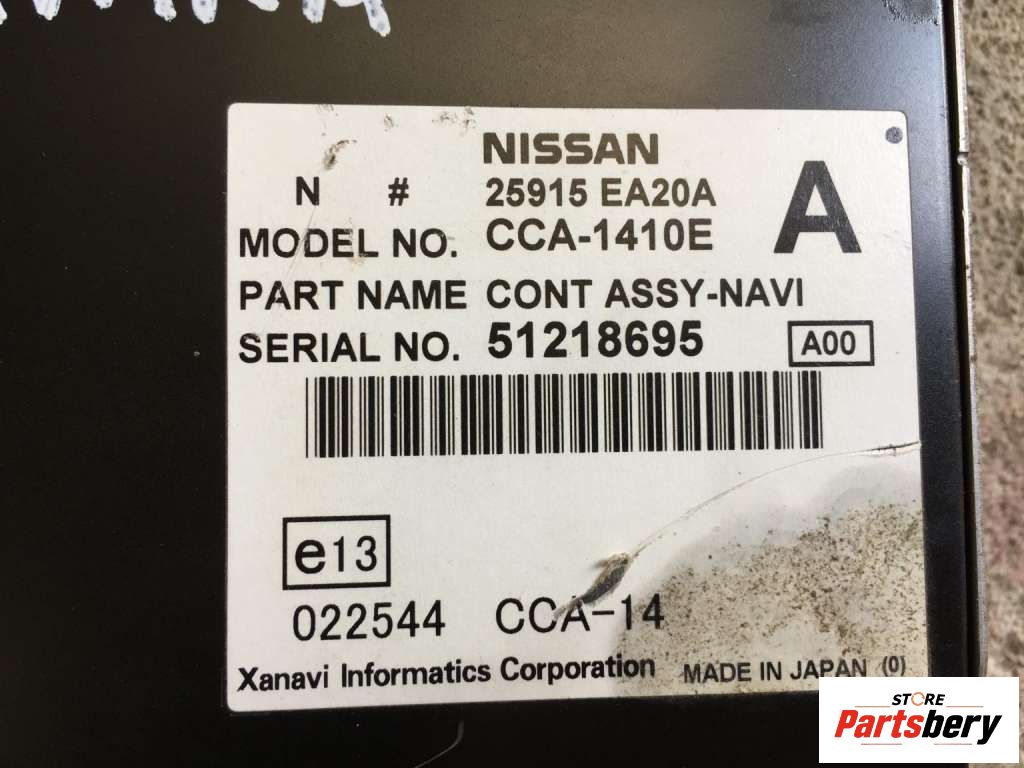 NISSAN
N # 25915 EA20A
A
MODEL NO. CCA-1410E
PART NAME CONT ASSY-NAVI
SERIAL NO. 51218695 A00
e13
022544 CCA-14
Xanavi Informatics Corporation MADE IN JAPAN (0)
STORE
Partsbery